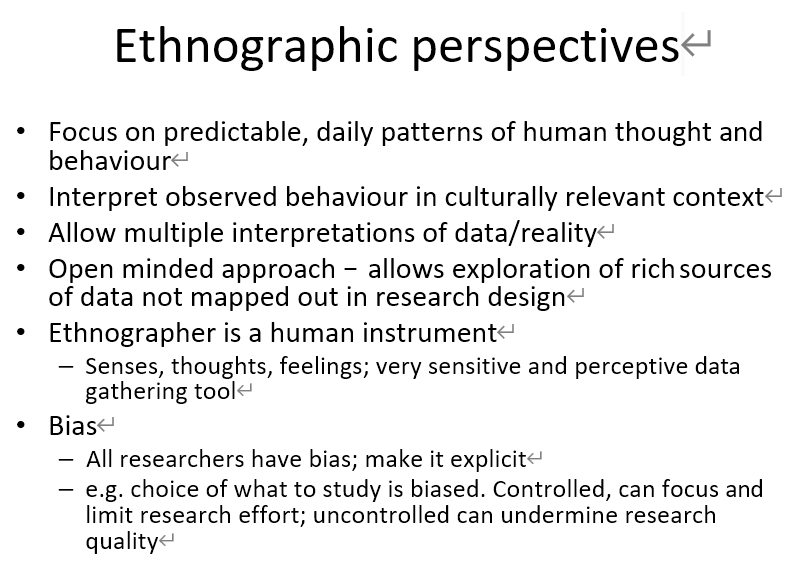 Ethnographic perspectives↵
• Focus on predictable, daily patterns of human thought and
behaviour↵
• Interpret observed behaviour in culturally relevant context↵
• Allow multiple interpretations of data/reality↵
• Open minded approach – allows exploration of rich sources
of data not mapped out in research design↵
• Ethnographer is a human instrument↵
– Senses, thoughts, feelings; very sensitive and perceptive data
gathering tool↵
• Bias↵
– All researchers have bias; make it explicit↵
– e.g. choice of what to study is biased. Controlled, can focus and
limit research effort; uncontrolled can undermine research
quality↵